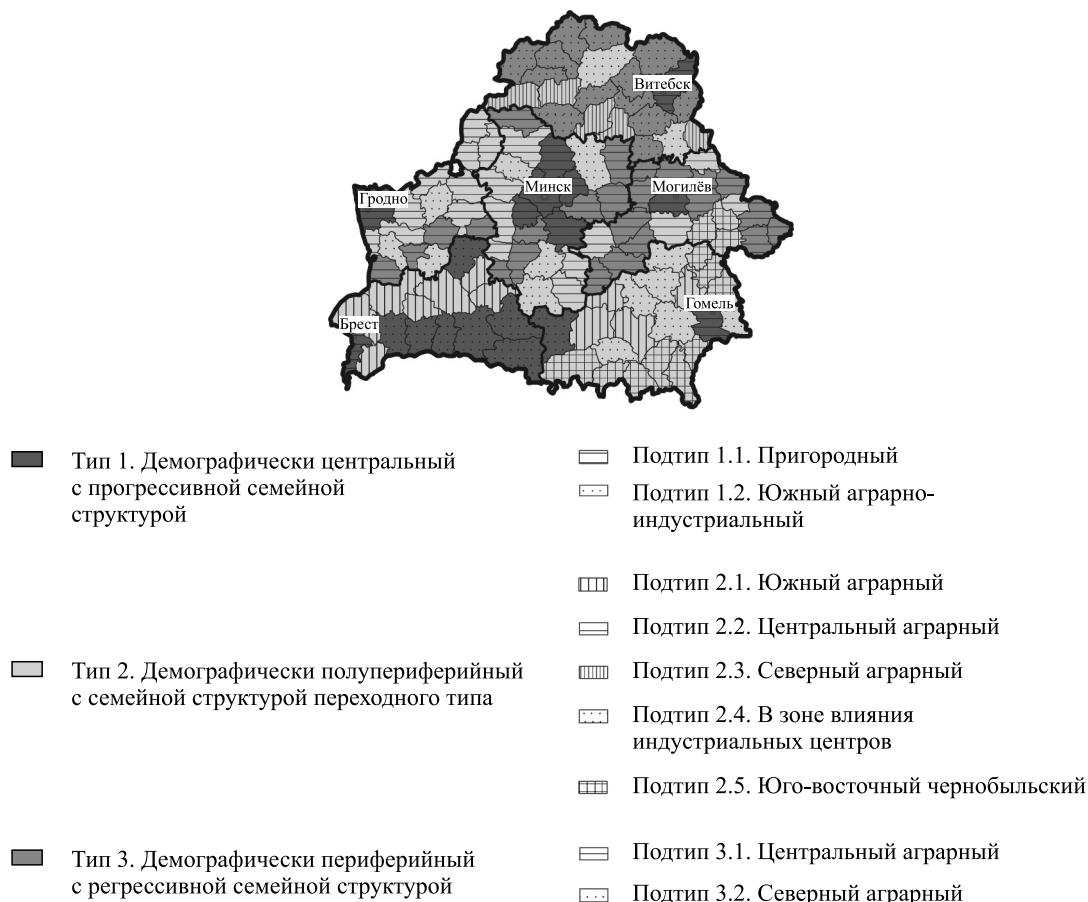 Витебск
Минск
Могилёв
Гродно
Гомель
Брест
Тип 1. Демографически центральный
с прогрессивной семейной
структурой
Подтип 1.1. Пригородный
Подтип 1.2. Южный аграрно-
индустриальный
Подтип 2.1. Южный аграрный
Подтип 2.2. Центральный аграрный
Тип 2. Демографически полупериферийный
с семейной структурой переходного типа
Подтип 2.3. Северный аграрный
Подтип 2.4. В зоне влияния
индустриальных центров
Подтип 2.5. Юго-восточный чернобыльский
Тип 3. Демографически периферийный
с регрессивной семейной структурой
Подтип 3.1. Центральный аграрный
Подтип 3.2. Северный аграрный